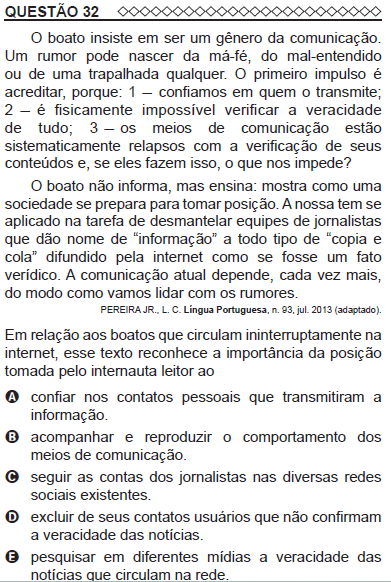 QUESTÃO 32
O boato insiste em ser um gênero da comunicação.
Um rumor pode nascer da má-fé, do mal-entendido
ou de uma trapalhada qualquer. O primeiro impulso é
acreditar, porque: 1 – confiamos em quem o transmite;
2 – é fisicamente impossível verificar a veracidade
de tudo; 3 – os meios de comunicação estão
sistematicamente relapsos com a verificação de seus
conteúdos e, se eles fazem isso, o que nos impede?
O boato não informa, mas ensina: mostra como uma
sociedade se prepara para tomar posição. A nossa tem se
aplicado na tarefa de desmantelar equipes de jornalistas
que dão nome de “informação” a todo tipo de “copia e
cola” difundido pela internet como se fosse um fato
verídico. A comunicação atual depende, cada vez mais,
do modo como vamos lidar com os rumores.
PEREIRA JR., L. C. Língua Portuguesa, n. 93, jul. 2013 (adaptado).
Em relação aos boatos que circulam ininterruptamente na
internet, esse texto reconhece a importância da posição
tomada pelo internauta leitor ao
A confiar nos contatos pessoais que transmitiram a
informação.
B acompanhar e reproduzir o comportamento dos
meios de comunicação.
C seguir as contas dos jornalistas nas diversas redes
sociais existentes.
D excluir de seus contatos usuários que não confirmam
a veracidade das notícias.
E pesquisar em diferentes mídias a veracidade das
notícias que circulam na rede.